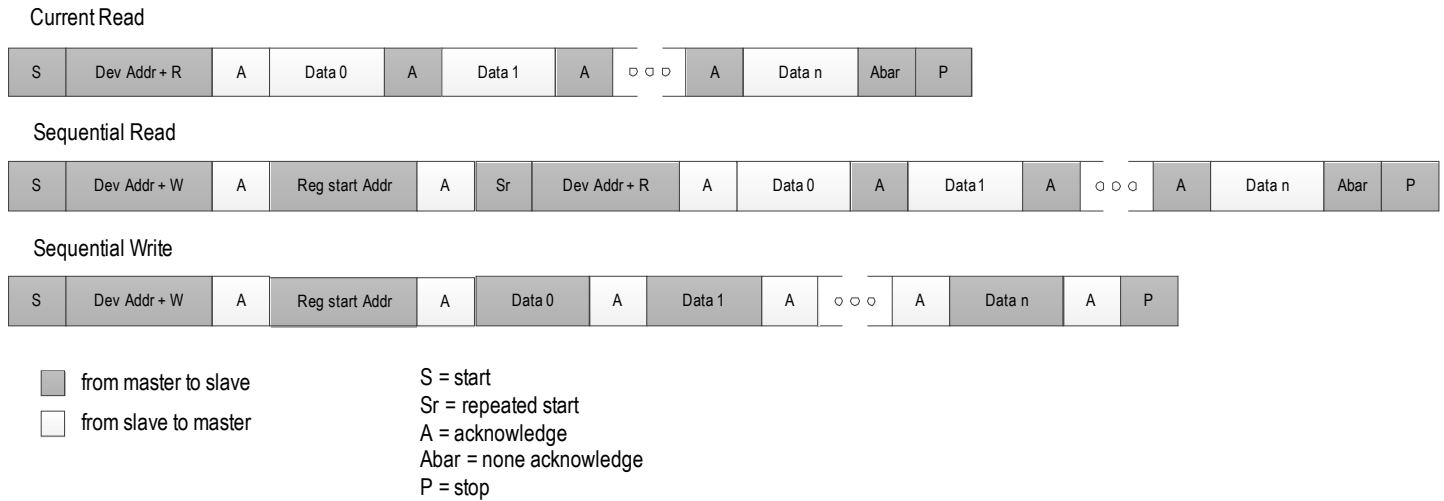 Current Read
S Dev Addr + R A Data 0 A Data 1 A A Data n Abar P
Sequential Read
S Dev Addr + W A Reg start Addr A Sr Dev Addr + R A Data 0 A Data 1 A A Data n Abar P
Sequential Write
S Dev Addr + W A Reg start Addr A Data 0 A Data 1 A A Data n A P
from master to slave
from slave to master
S = start
Sr = repeated start
A = acknowledge
Abar = none acknowledge
P = stop